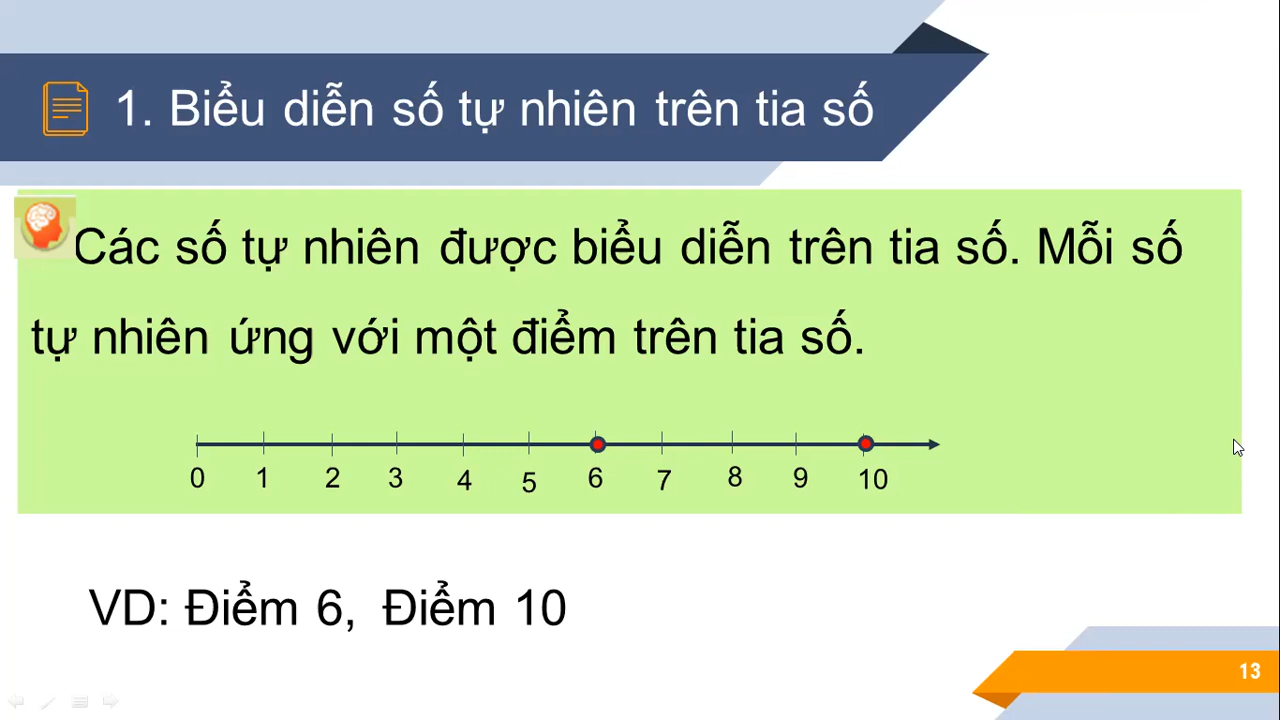 1. Biểu diễn số tự nhiên trên tia số
Các số tự nhiên được biểu diễn trên tia số. Mỗi số
tự nhiên ứng với một điểm trên tia số.
0 1 2 3 4 5 6 7 8 9 10
VD: Điểm 6, Điểm 10
13